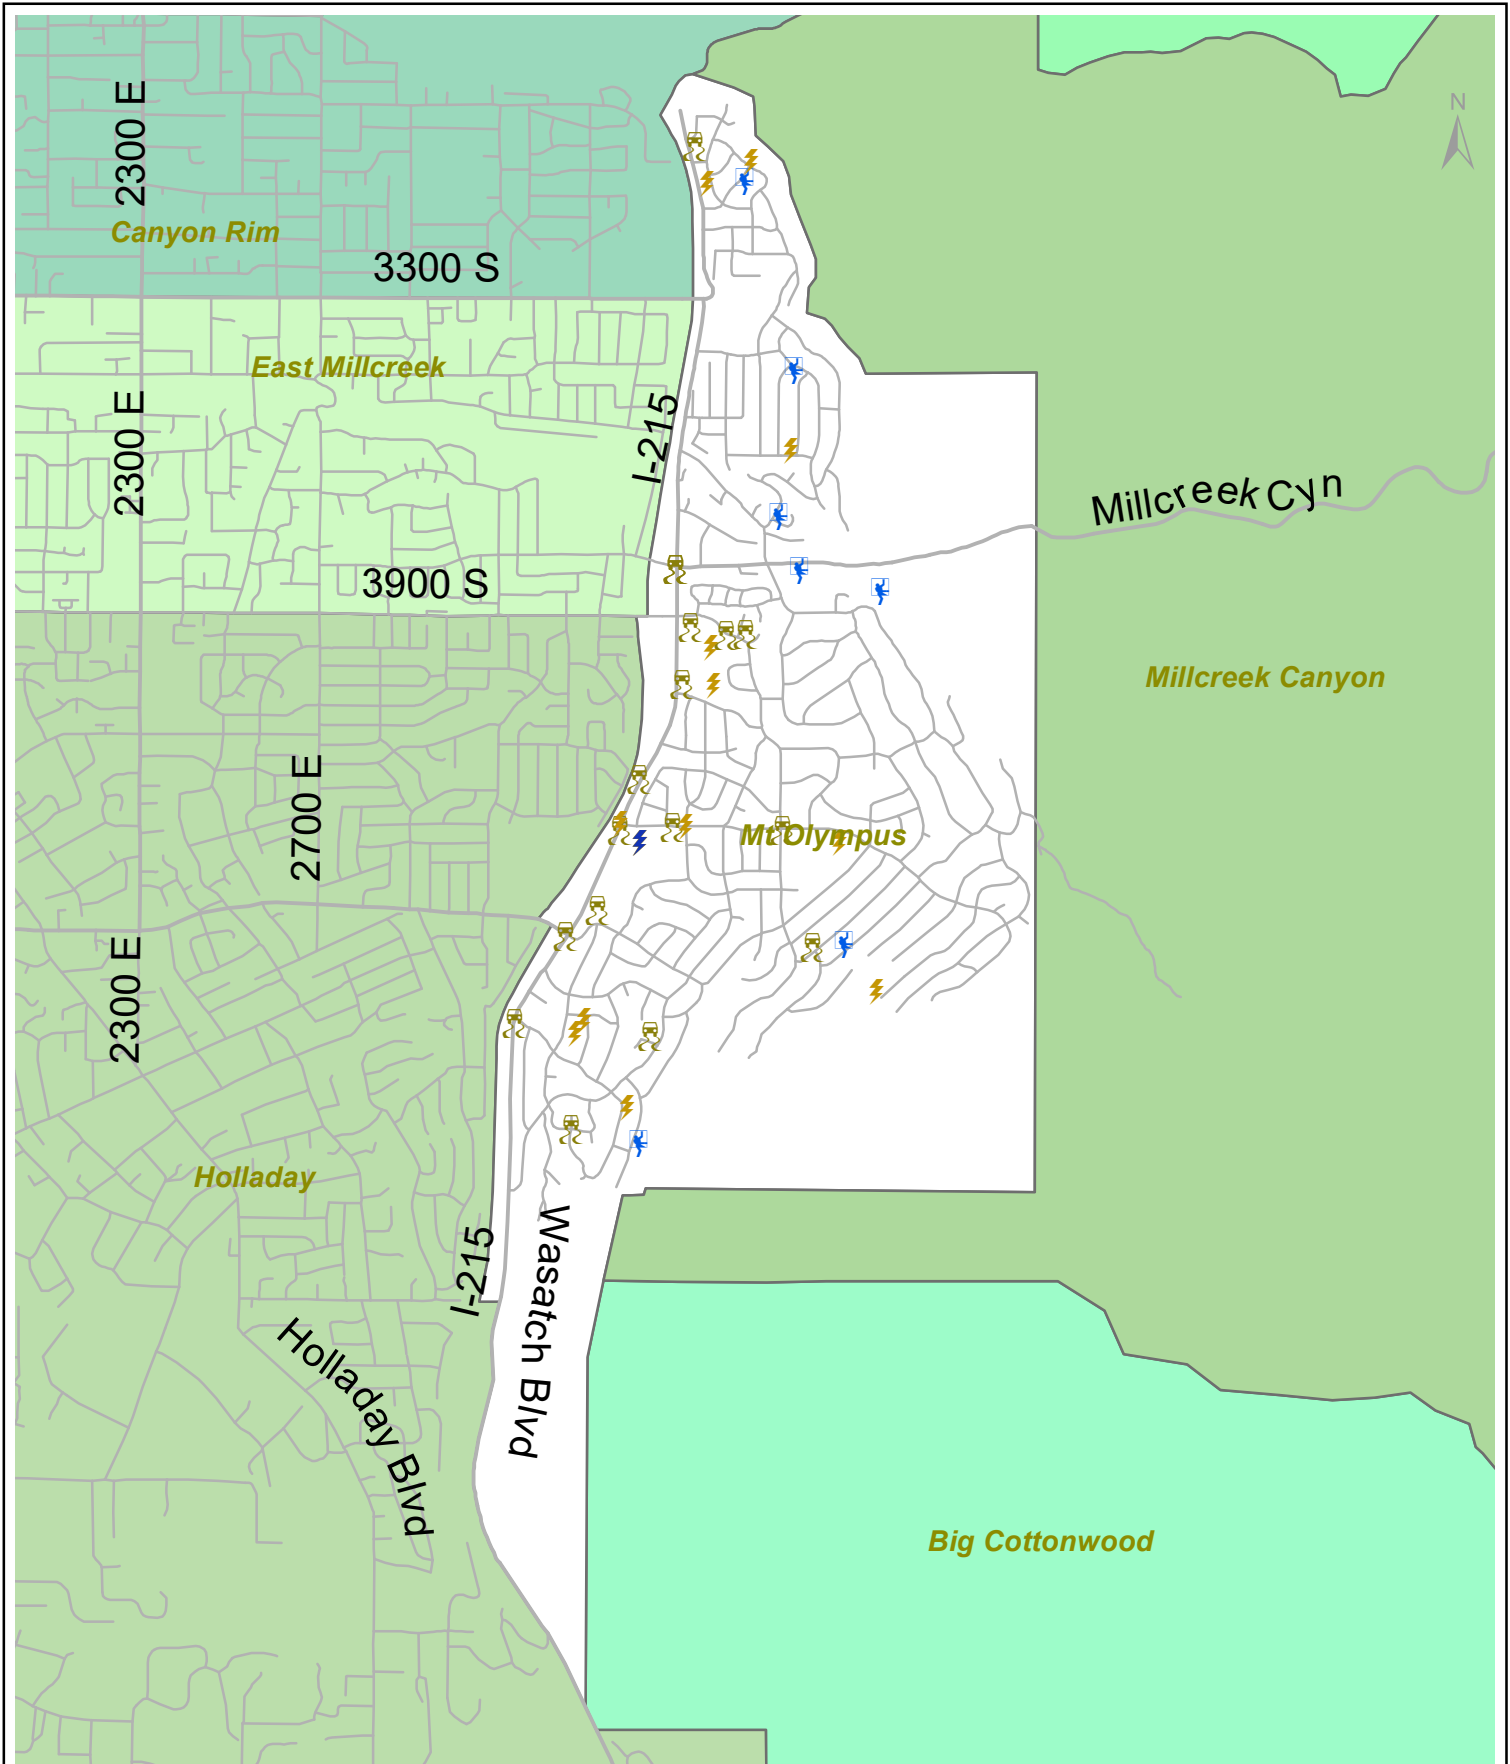 N
2300 E
Canyon Rim
3300 S
East Millcreek
2300 E
I-215
Millcreek Cyn
3900 S
Millcreek Canyon
2700 E
Mt Olympus
2300 E
Holladay
I-215
Wasatch Blvd
Holladay Blvd
Big Cottonwood